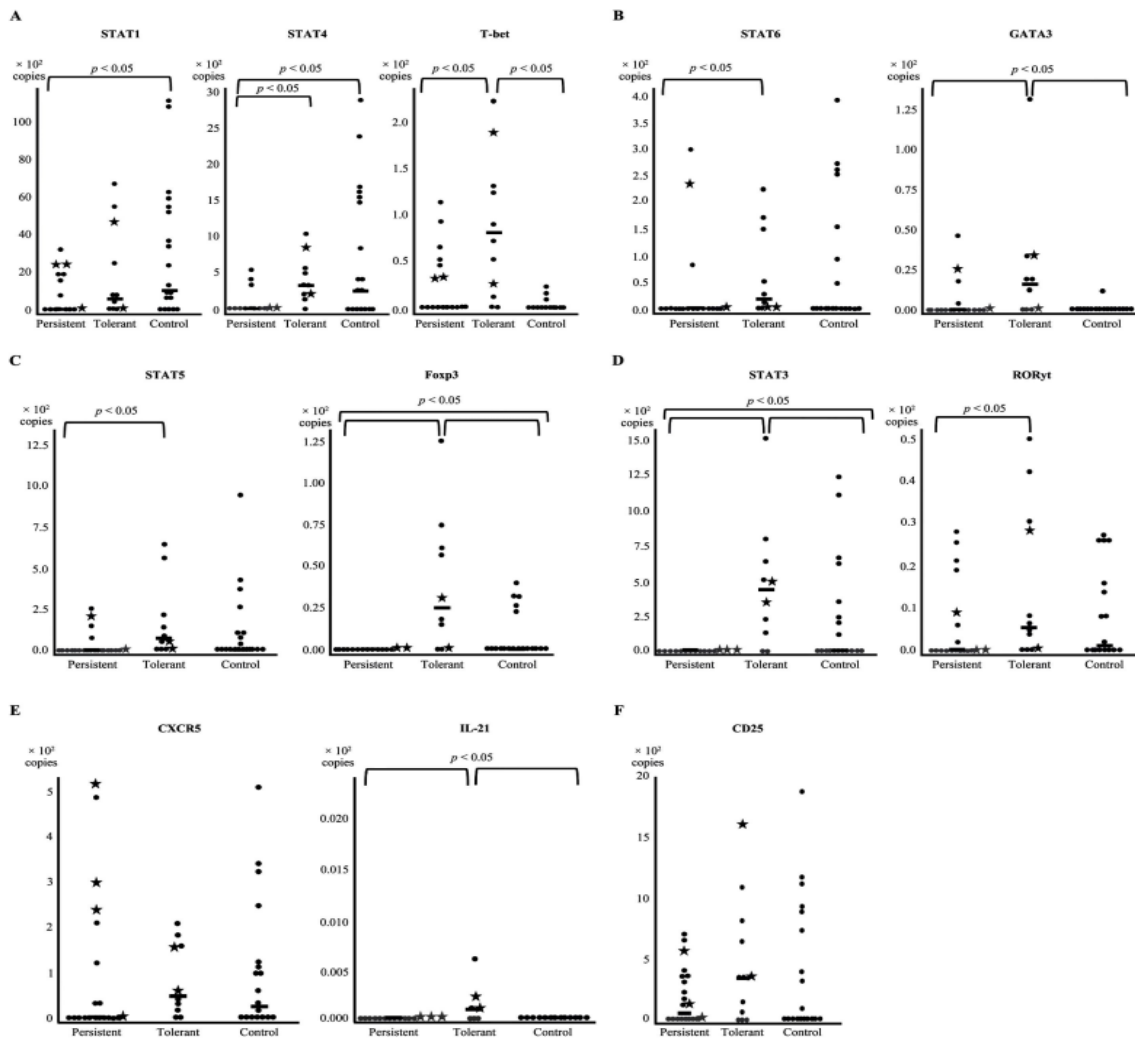 A
STAT1
× 10²
copies
p < 0.05
100
80
60
40
20
0
Persistent Tolerant Control
STAT4
× 10²
copies
p < 0.05
p < 0.05
30
25
20
15
10
5
0
Persistent Tolerant Control
T-bet
× 10²
copies
p < 0.05 p < 0.05
2.0
1.5
1.0
0.5
0.0
Persistent Tolerant Control
B
STAT6
× 10²
copies
p < 0.05
4.0
3.5
3.0
2.5
2.0
1.5
1.0
0.5
0.0
Persistent Tolerant Control
GATA3
× 10²
copies
p < 0.05
1.25
1.00
0.75
0.50
0.25
0.00
Persistent Tolerant Control
C
STAT5
× 10²
copies
p < 0.05
12.5
10.0
7.5
5.0
2.5
0.0
Persistent Tolerant Control
Foxp3
× 10²
copies
p < 0.05
1.25
1.00
0.75
0.50
0.25
0.00
Persistent Tolerant Control
D
STAT3
× 10²
copies
p < 0.05
15.0
12.5
10.0
7.5
5.0
2.5
0.0
Persistent Tolerant Control
RORyt
× 10²
copies
p < 0.05
0.5
0.4
0.3
0.2
0.1
0.0
Persistent Tolerant Control
E
CXCR5
× 10²
copies
5
4
3
2
1
0
Persistent Tolerant Control
IL-21
× 10²
copies
p < 0.05
0.020
0.015
0.010
0.005
0.000
Persistent Tolerant Control
F
CD25
× 10²
copies
20
15
10
5
0
Persistent Tolerant Control